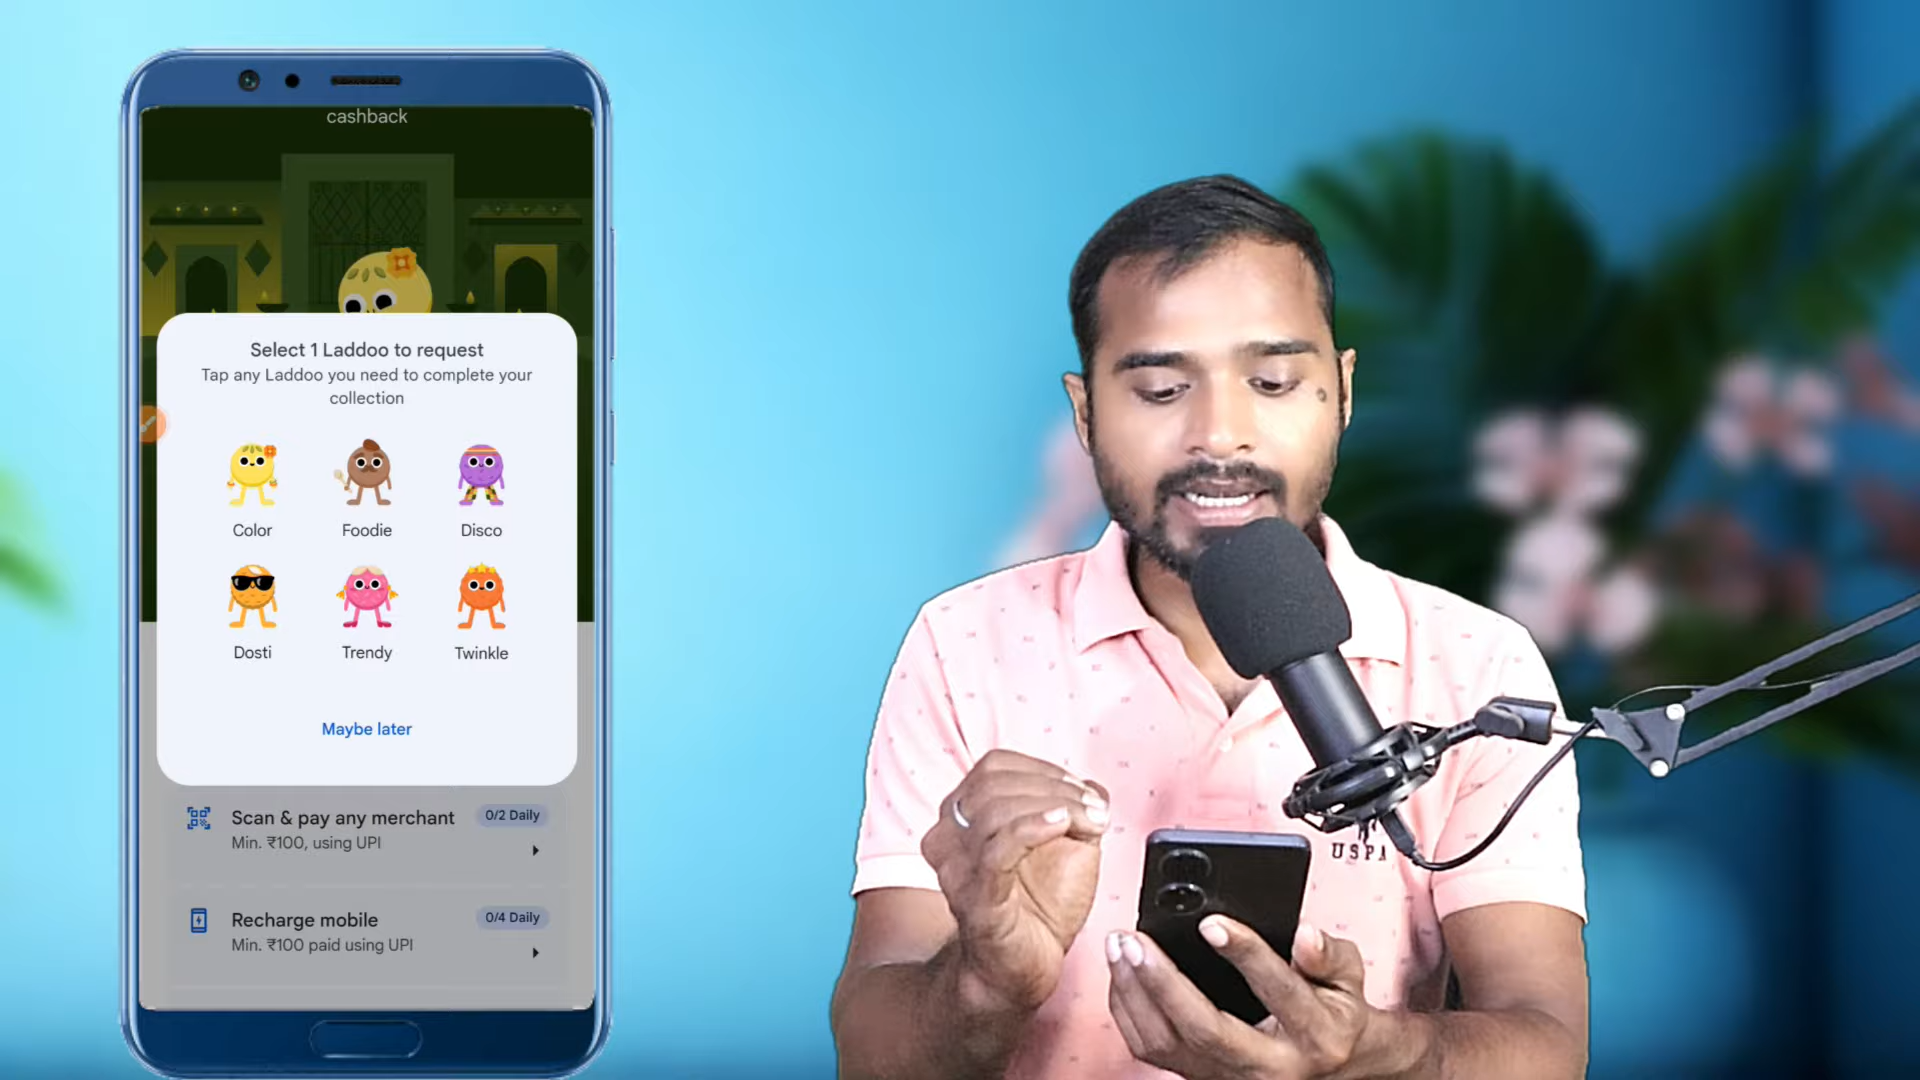 cashback
Select 1 Laddoo to request
Tap any Laddoo you need to complete your
collection
Color
Foodie
Disco
Dosti
Trendy
Twinkle
Maybe later
Scan & pay any merchant
0/2 Daily
Min. ₹100, using UPI
Recharge mobile
0/4 Daily
Min. ₹100 paid using UPI
USPA